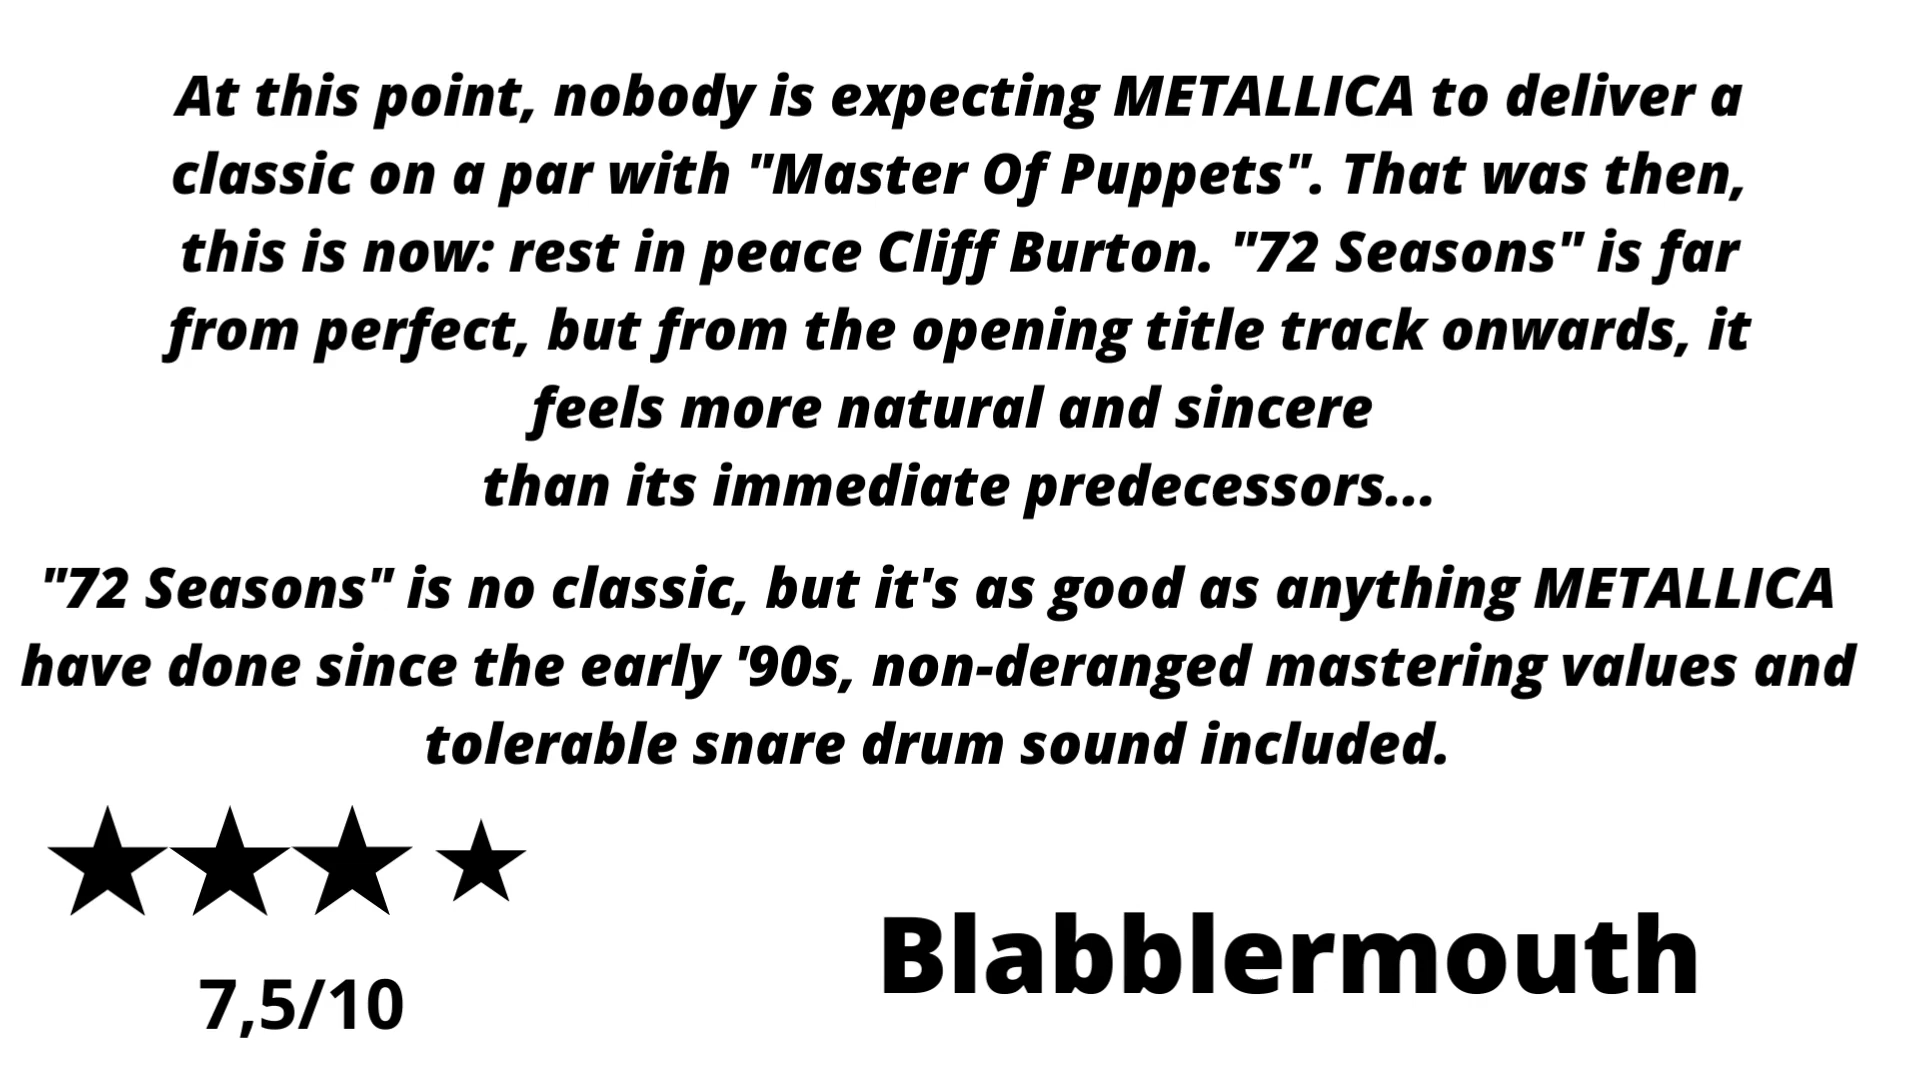 At this point, nobody is expecting METALLICA to deliver a
classic on a par with "Master Of Puppets". That was then,
this is now: rest in peace Cliff Burton. "72 Seasons" is far
from perfect, but from the opening title track onwards, it
feels more natural and sincere
than its immediate predecessors...
"72 Seasons" is no classic, but it's as good as anything METALLICA
have done since the early '90s, non-deranged mastering values and
tolerable snare drum sound included.
7,5/10
Blabblermouth